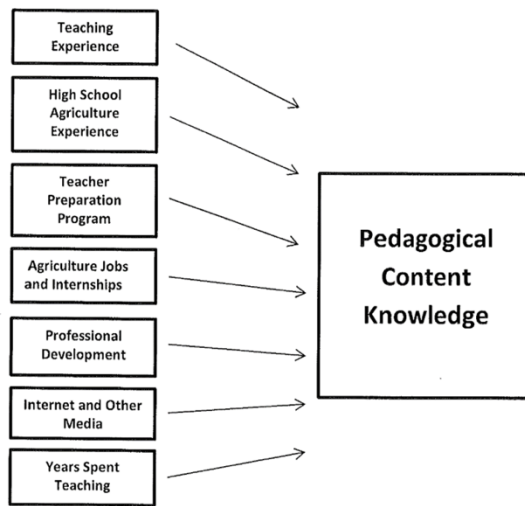 Teaching
Experience
High School
Agriculture
Experience
Teacher
Preparation
Program
Agriculture Jobs
and Internships
Professional
Development
Internet and Other
Media
Years Spent
Teaching
Pedagogical
Content
Knowledge